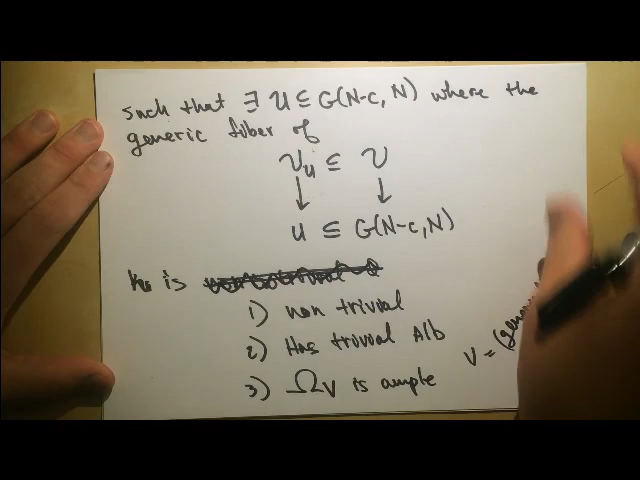 such that ∃ U ⊆ G(N-c, N) where the
generic fiber of
𝒱_U ⊆ 𝒱
↓ ↓
U ⊆ G(N-c, N)
is
1) non trivial
2) Has trivial Alb
3) Ω_V is ample
V = (gener